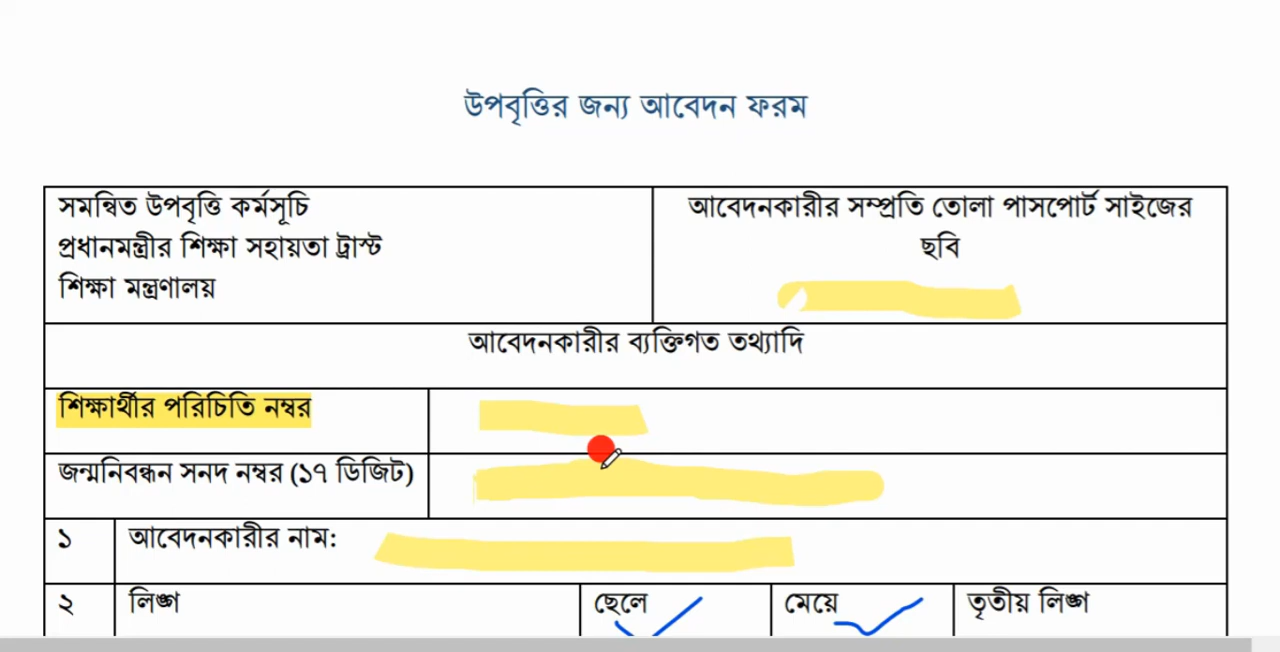 উপবৃত্তির জন্য আবেদন ফরম
সমন্বিত উপবৃত্তি কর্মসূচি
প্রধানমন্ত্রীর শিক্ষা সহায়তা ট্রাস্ট
শিক্ষা মন্ত্রণালয়
আবেদনকারীর সম্প্রতি তোলা পাসপোর্ট সাইজের
ছবি
আবেদনকারীর ব্যক্তিগত তথ্যাদি
শিক্ষার্থীর পরিচিতি নম্বর
জন্মনিবন্ধন সনদ নম্বর (১৭ ডিজিট)
১ আবেদনকারীর নাম:
২ লিঙ্গ ছেলে মেয়ে তৃতীয় লিঙ্গ